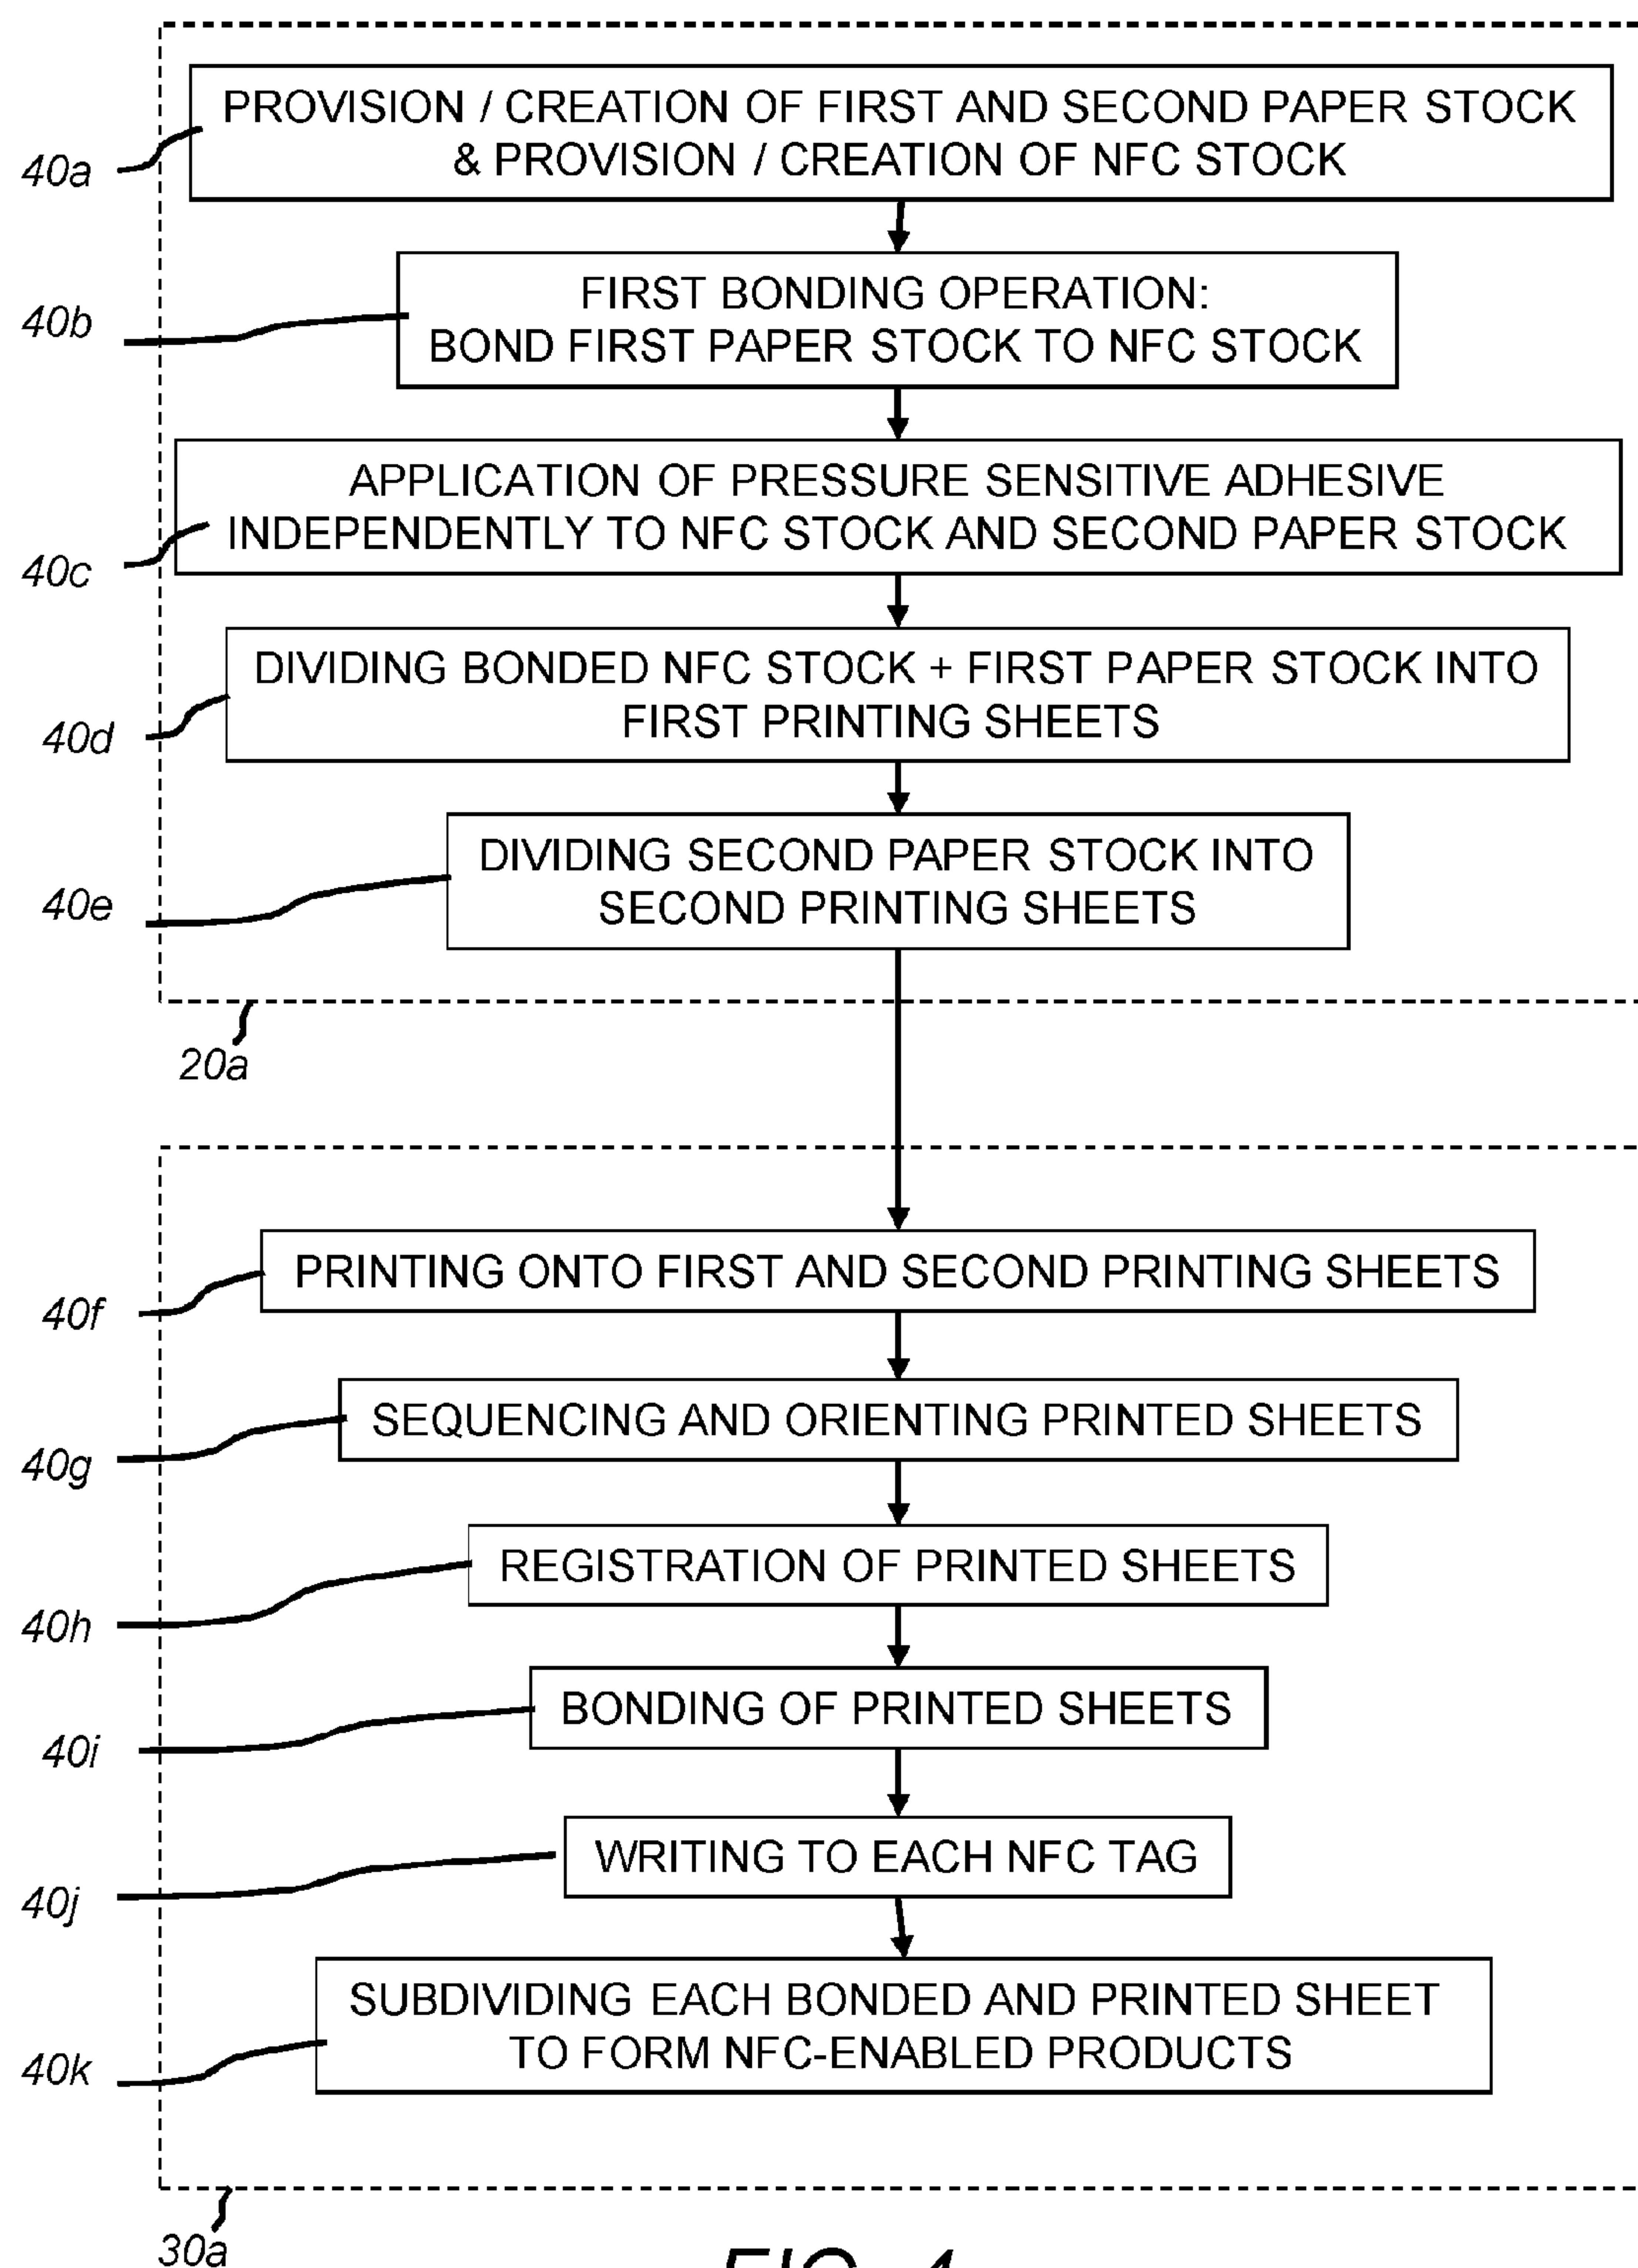 PROVISION / CREATION OF FIRST AND SECOND PAPER STOCK
& PROVISION / CREATION OF NFC STOCK
40a
FIRST BONDING OPERATION:
BOND FIRST PAPER STOCK TO NFC STOCK
40b
APPLICATION OF PRESSURE SENSITIVE ADHESIVE
INDEPENDENTLY TO NFC STOCK AND SECOND PAPER STOCK
40c
DIVIDING BONDED NFC STOCK + FIRST PAPER STOCK INTO
FIRST PRINTING SHEETS
40d
DIVIDING SECOND PAPER STOCK INTO
SECOND PRINTING SHEETS
40e
20a
PRINTING ONTO FIRST AND SECOND PRINTING SHEETS
40f
SEQUENCING AND ORIENTING PRINTED SHEETS
40g
REGISTRATION OF PRINTED SHEETS
40h
BONDING OF PRINTED SHEETS
40i
WRITING TO EACH NFC TAG
40j
SUBDIVIDING EACH BONDED AND PRINTED SHEET
TO FORM NFC-ENABLED PRODUCTS
40k
30a
FIG. 4